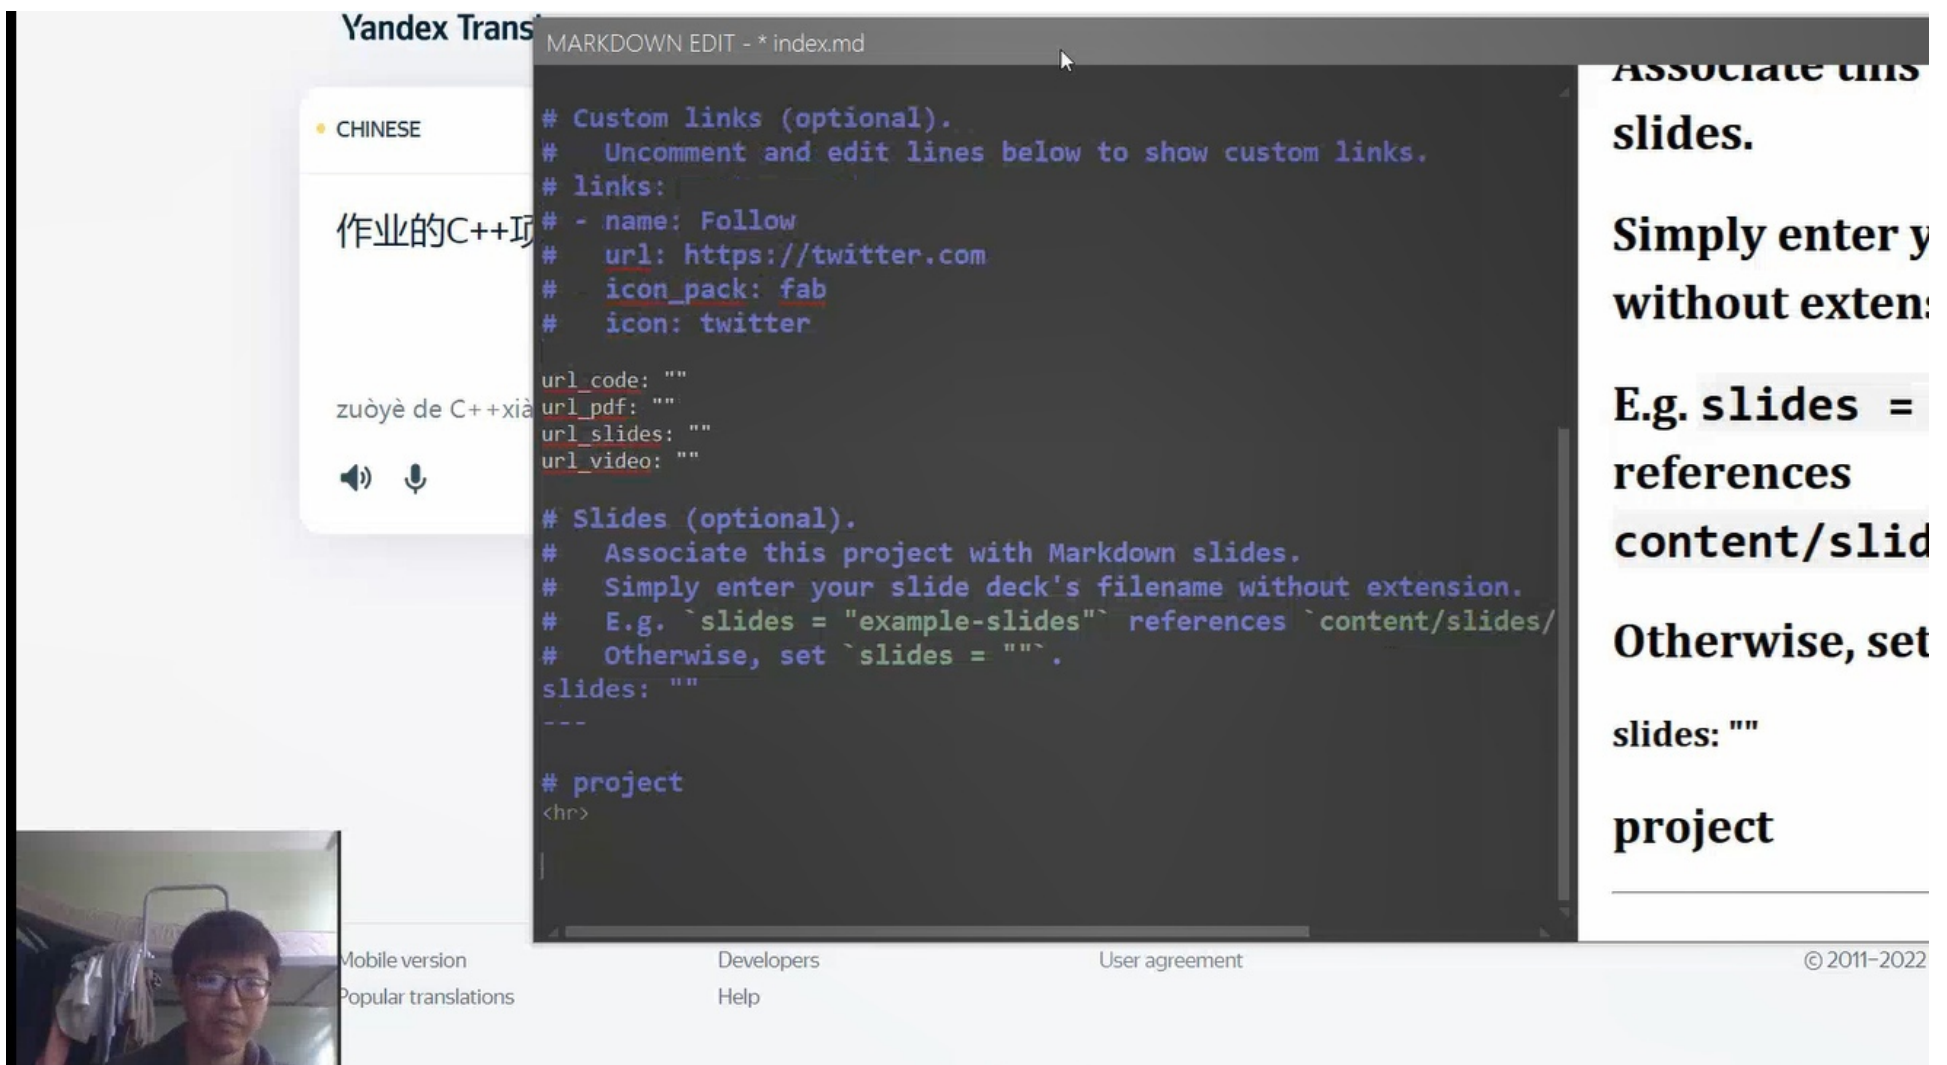 Yandex Trans
CHINESE
作业的C++项
zuòyè de C++xià
MARKDOWN EDIT - * index.md
# Custom links (optional).
#   Uncomment and edit lines below to show custom links.
# links:
# - name: Follow
#   url: https://twitter.com
#   icon_pack: fab
#   icon: twitter
url_code: ""
url_pdf: ""
url_slides: ""
url_video: ""
# Slides (optional).
#   Associate this project with Markdown slides.
#   Simply enter your slide deck's filename without extension.
#   E.g. `slides = "example-slides"` references `content/slides/
#   Otherwise, set `slides = ""`.
slides: ""
---
# project
<hr>
Associate this
slides.
Simply enter y
without extens
E.g. slides =
references
content/slid
Otherwise, set
slides: ""
project
Mobile version
Developers
User agreement
© 2011–2022
Popular translations
Help